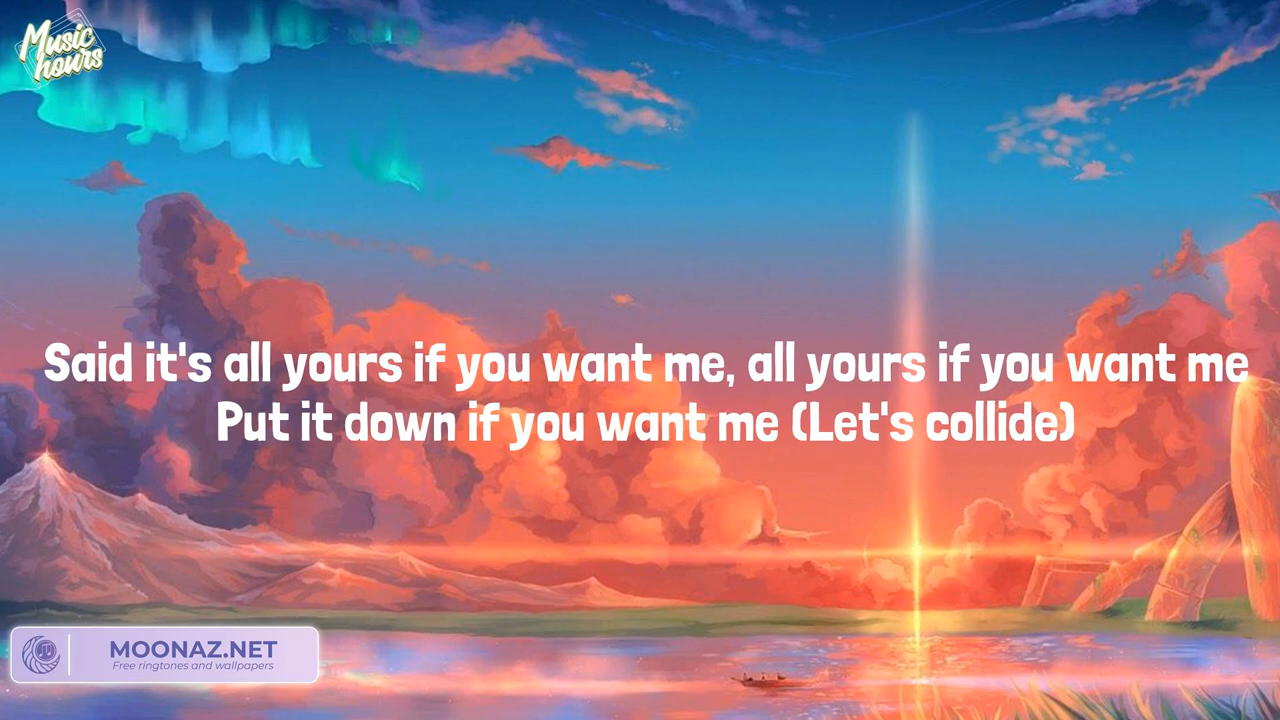 Music
hours
Said it's all yours if you want me, all yours if you want me
Put it down if you want me (Let's collide)
MOONAZ.NET
Free ringtones and wallpapers